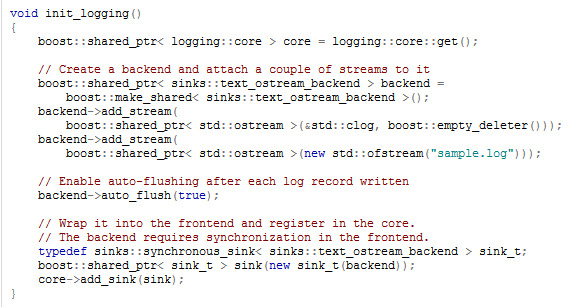 void init_logging()
{
    boost::shared_ptr< logging::core > core = logging::core::get();

    // Create a backend and attach a couple of streams to it
    boost::shared_ptr< sinks::text_ostream_backend > backend =
        boost::make_shared< sinks::text_ostream_backend >();
    backend->add_stream(
        boost::shared_ptr< std::ostream >(&std::clog, boost::empty_deleter()));
    backend->add_stream(
        boost::shared_ptr< std::ostream >(new std::ofstream("sample.log")));

    // Enable auto-flushing after each log record written
    backend->auto_flush(true);

    // Wrap it into the frontend and register in the core.
    // The backend requires synchronization in the frontend.
    typedef sinks::synchronous_sink< sinks::text_ostream_backend > sink_t;
    boost::shared_ptr< sink_t > sink(new sink_t(backend));
    core->add_sink(sink);
}